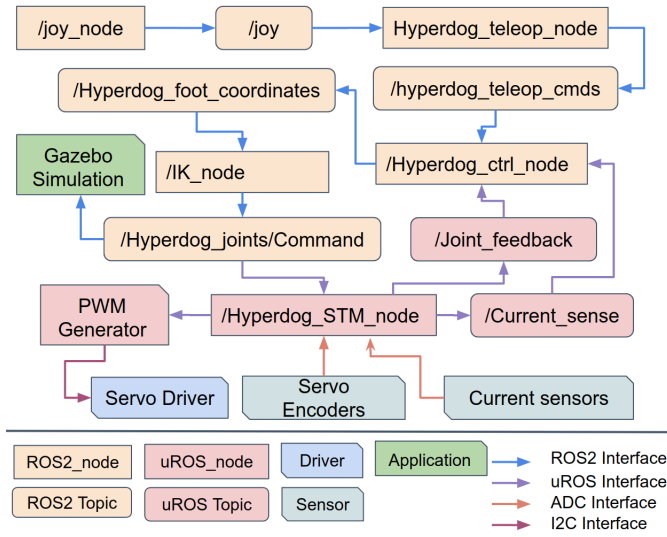 /joy_node
/joy
Hyperdog_teleop_node
/Hyperdog_foot_coordinates
/hyperdog_teleop_cmds
Gazebo
Simulation
/IK_node
/Hyperdog_ctrl_node
/Hyperdog_joints/Command
/Joint_feedback
PWM
Generator
/Hyperdog_STM_node
/Current_sense
Servo Driver
Servo
Encoders
Current sensors
ROS2_node
uROS_node
Driver
Application
ROS2 Interface
uROS Interface
ROS2 Topic
uROS Topic
Sensor
ADC Interface
I2C Interface